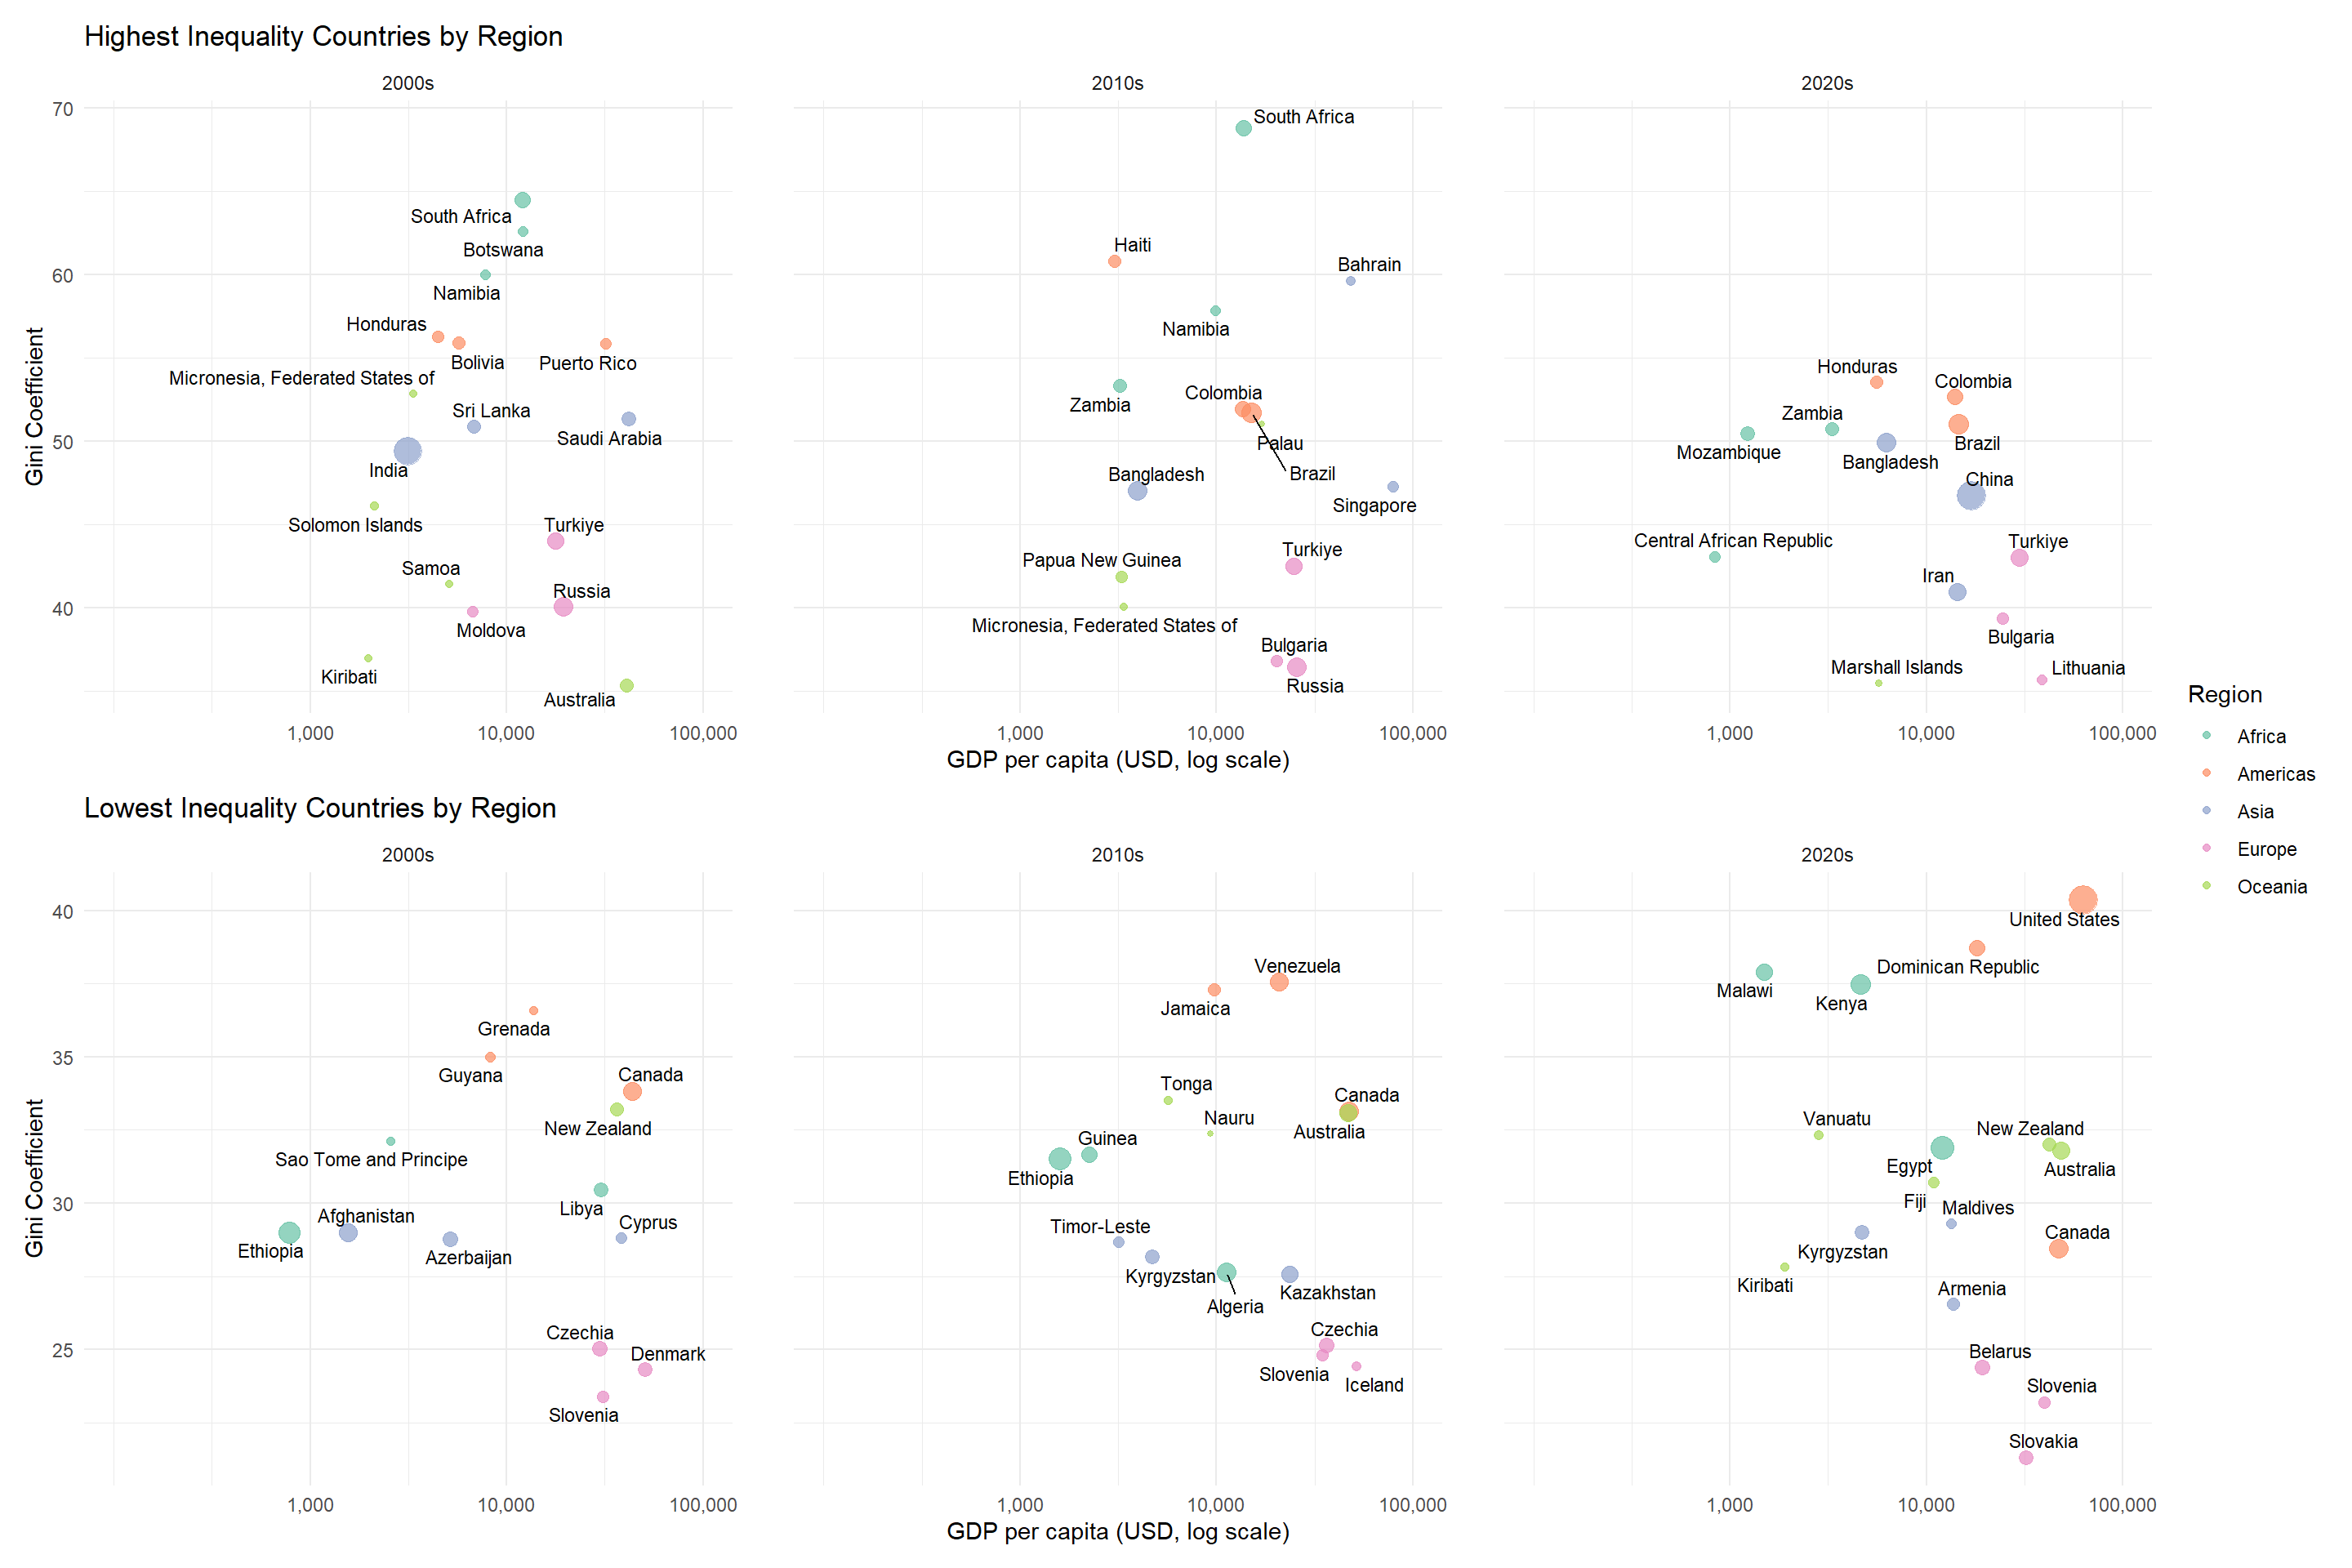 Highest Inequality Countries by Region
2000s
2010s
2020s
Gini Coefficient
70
60
50
40
South Africa
Botswana
Namibia
Honduras
Bolivia
Puerto Rico
Micronesia, Federated States of
Sri Lanka
Saudi Arabia
India
Solomon Islands
Turkiye
Samoa
Russia
Moldova
Kiribati
Australia
1,000
10,000
100,000
South Africa
Haiti
Bahrain
Namibia
Zambia
Colombia
Palau
Brazil
Bangladesh
Singapore
Turkiye
Papua New Guinea
Micronesia, Federated States of
Bulgaria
Russia
1,000
10,000
100,000
Honduras
Colombia
Zambia
Mozambique
Brazil
Bangladesh
China
Central African Republic
Turkiye
Iran
Bulgaria
Marshall Islands
Lithuania
1,000
10,000
100,000
GDP per capita (USD, log scale)
Region
Africa
Americas
Asia
Europe
Oceania
Lowest Inequality Countries by Region
2000s
2010s
2020s
Gini Coefficient
40
35
30
25
Grenada
Guyana
Canada
New Zealand
Sao Tome and Principe
Libya
Afghanistan
Cyprus
Ethiopia
Azerbaijan
Czechia
Denmark
Slovenia
1,000
10,000
100,000
Venezuela
Jamaica
Tonga
Canada
Nauru
Australia
Guinea
Ethiopia
Timor-Leste
Kyrgyzstan
Kazakhstan
Algeria
Czechia
Slovenia
Iceland
1,000
10,000
100,000
United States
Dominican Republic
Malawi
Kenya
Vanuatu
New Zealand
Egypt
Australia
Fiji
Maldives
Canada
Kyrgyzstan
Kiribati
Armenia
Belarus
Slovenia
Slovakia
1,000
10,000
100,000
GDP per capita (USD, log scale)